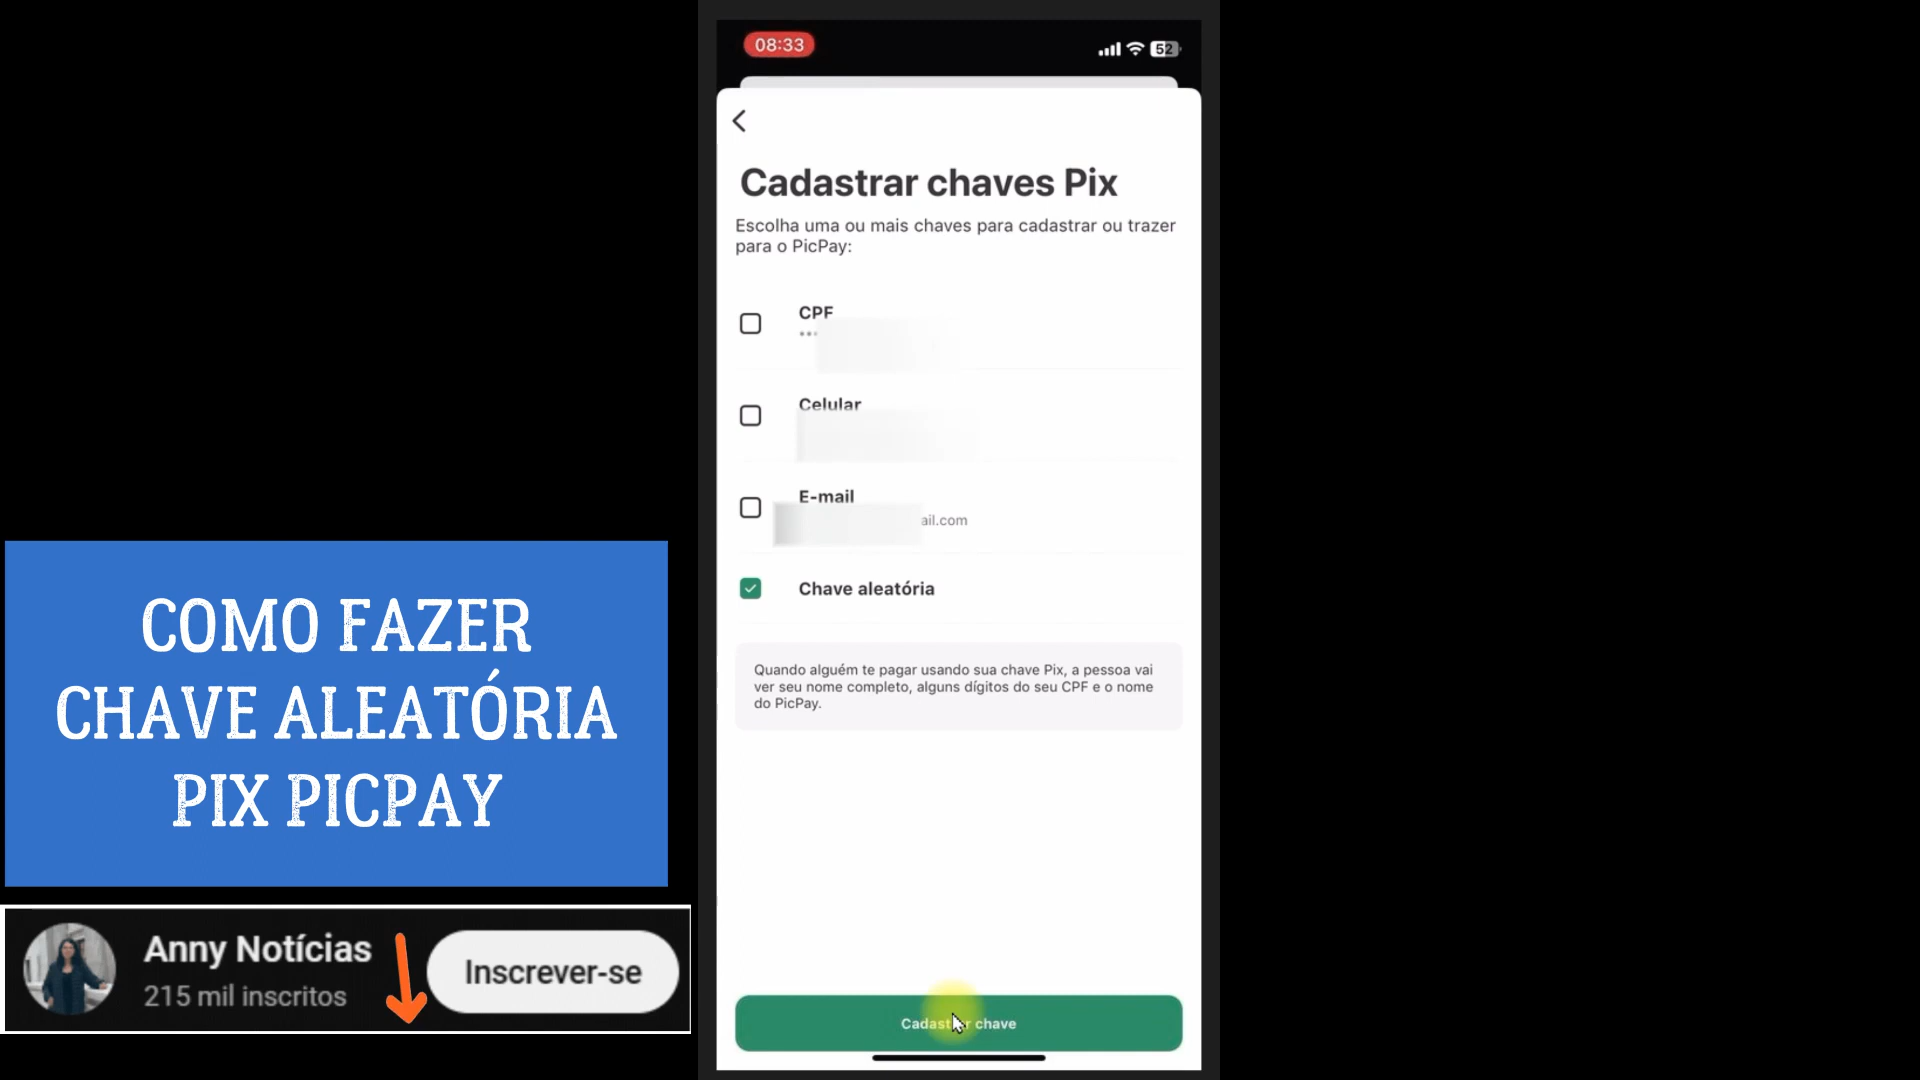 08:33
52
Cadastrar chaves Pix
Escolha uma ou mais chaves para cadastrar ou trazer
para o PicPay:
CPF
Celular
E-mail
ail.com
Chave aleatória
Quando alguém te pagar usando sua chave Pix, a pessoa vai
ver seu nome completo, alguns dígitos do seu CPF e o nome
do PicPay.
Cadastrar chave
COMO FAZER
CHAVE ALEATÓRIA
PIX PICPAY
Anny Notícias
215 mil inscritos
Inscrever-se